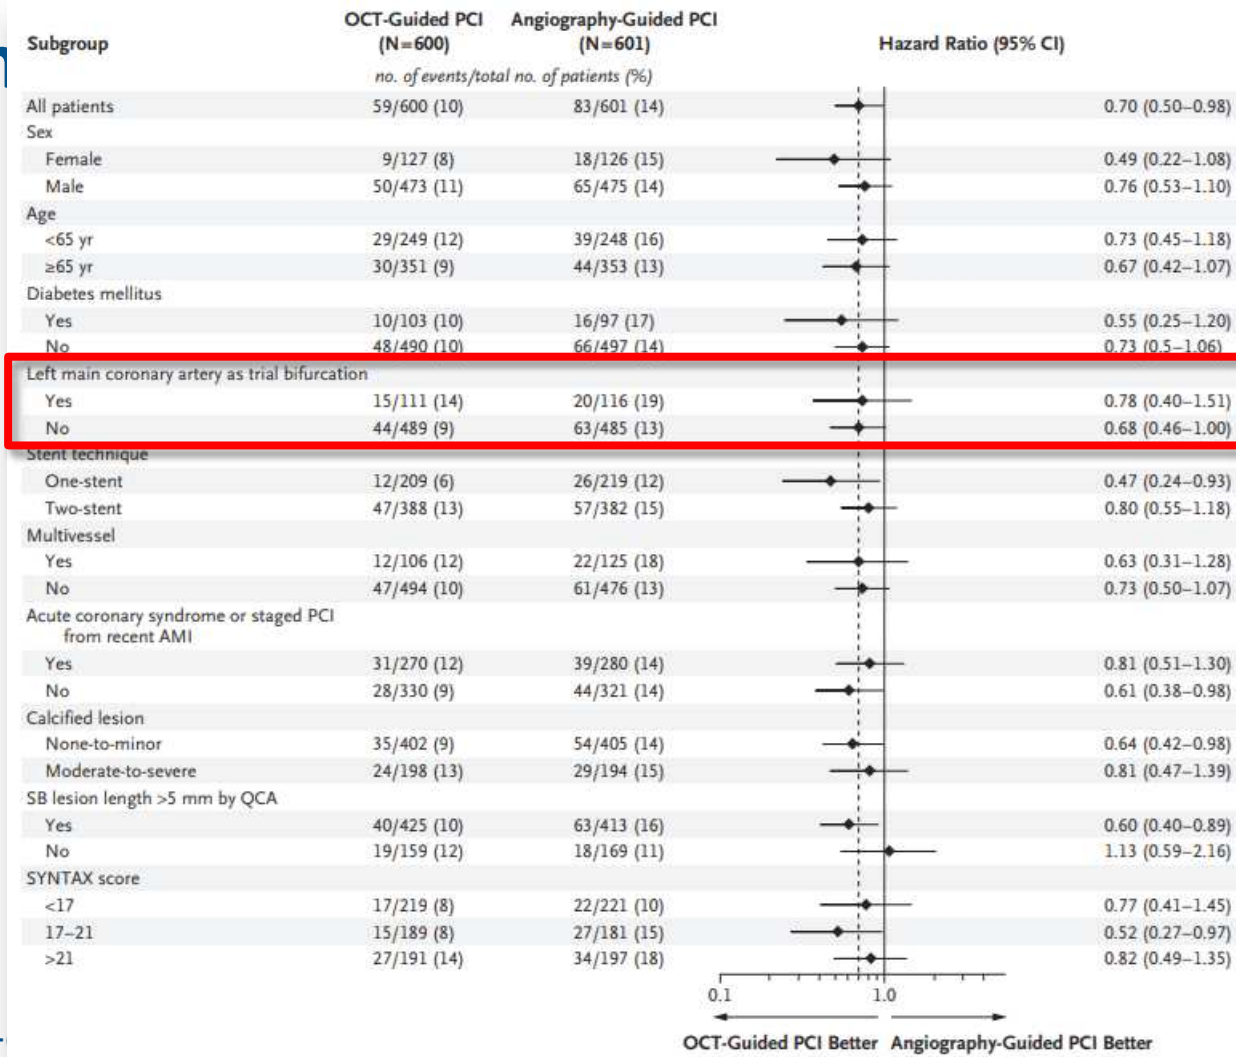 OCT-Guided PCI Angiography-Guided PCI
Subgroup (N=600) (N=601) Hazard Ratio (95% CI)
no. of events/total no. of patients (%)
All patients 59/600 (10) 83/601 (14) 0.70 (0.50–0.98)
Sex
Female 9/127 (8) 18/126 (15) 0.49 (0.22–1.08)
Male 50/473 (11) 65/475 (14) 0.76 (0.53–1.10)
Age
<65 yr 29/249 (12) 39/248 (16) 0.73 (0.45–1.18)
≥65 yr 30/351 (9) 44/353 (13) 0.67 (0.42–1.07)
Diabetes mellitus
Yes 10/103 (10) 16/97 (17) 0.55 (0.25–1.20)
No 48/490 (10) 66/497 (14) 0.73 (0.5–1.06)
Left main coronary artery as trial bifurcation
Yes 15/111 (14) 20/116 (19) 0.78 (0.40–1.51)
No 44/489 (9) 63/485 (13) 0.68 (0.46–1.00)
Stent technique
One-stent 12/209 (6) 26/219 (12) 0.47 (0.24–0.93)
Two-stent 47/388 (13) 57/382 (15) 0.80 (0.55–1.18)
Multivessel
Yes 12/106 (12) 22/125 (18) 0.63 (0.31–1.28)
No 47/494 (10) 61/476 (13) 0.73 (0.50–1.07)
Acute coronary syndrome or staged PCI
from recent AMI
Yes 31/270 (12) 39/280 (14) 0.81 (0.51–1.30)
No 28/330 (9) 44/321 (14) 0.61 (0.38–0.98)
Calcified lesion
None-to-minor 35/402 (9) 54/405 (14) 0.64 (0.42–0.98)
Moderate-to-severe 24/198 (13) 29/194 (15) 0.81 (0.47–1.39)
SB lesion length >5 mm by QCA
Yes 40/425 (10) 63/413 (16) 0.60 (0.40–0.89)
No 19/159 (12) 18/169 (11) 1.13 (0.59–2.16)
SYNTAX score
<17 17/219 (8) 22/221 (10) 0.77 (0.41–1.45)
17–21 15/189 (8) 27/181 (15) 0.52 (0.27–0.97)
>21 27/191 (14) 34/197 (18) 0.82 (0.49–1.35)
0.1 1.0
OCT-Guided PCI Better Angiography-Guided PCI Better